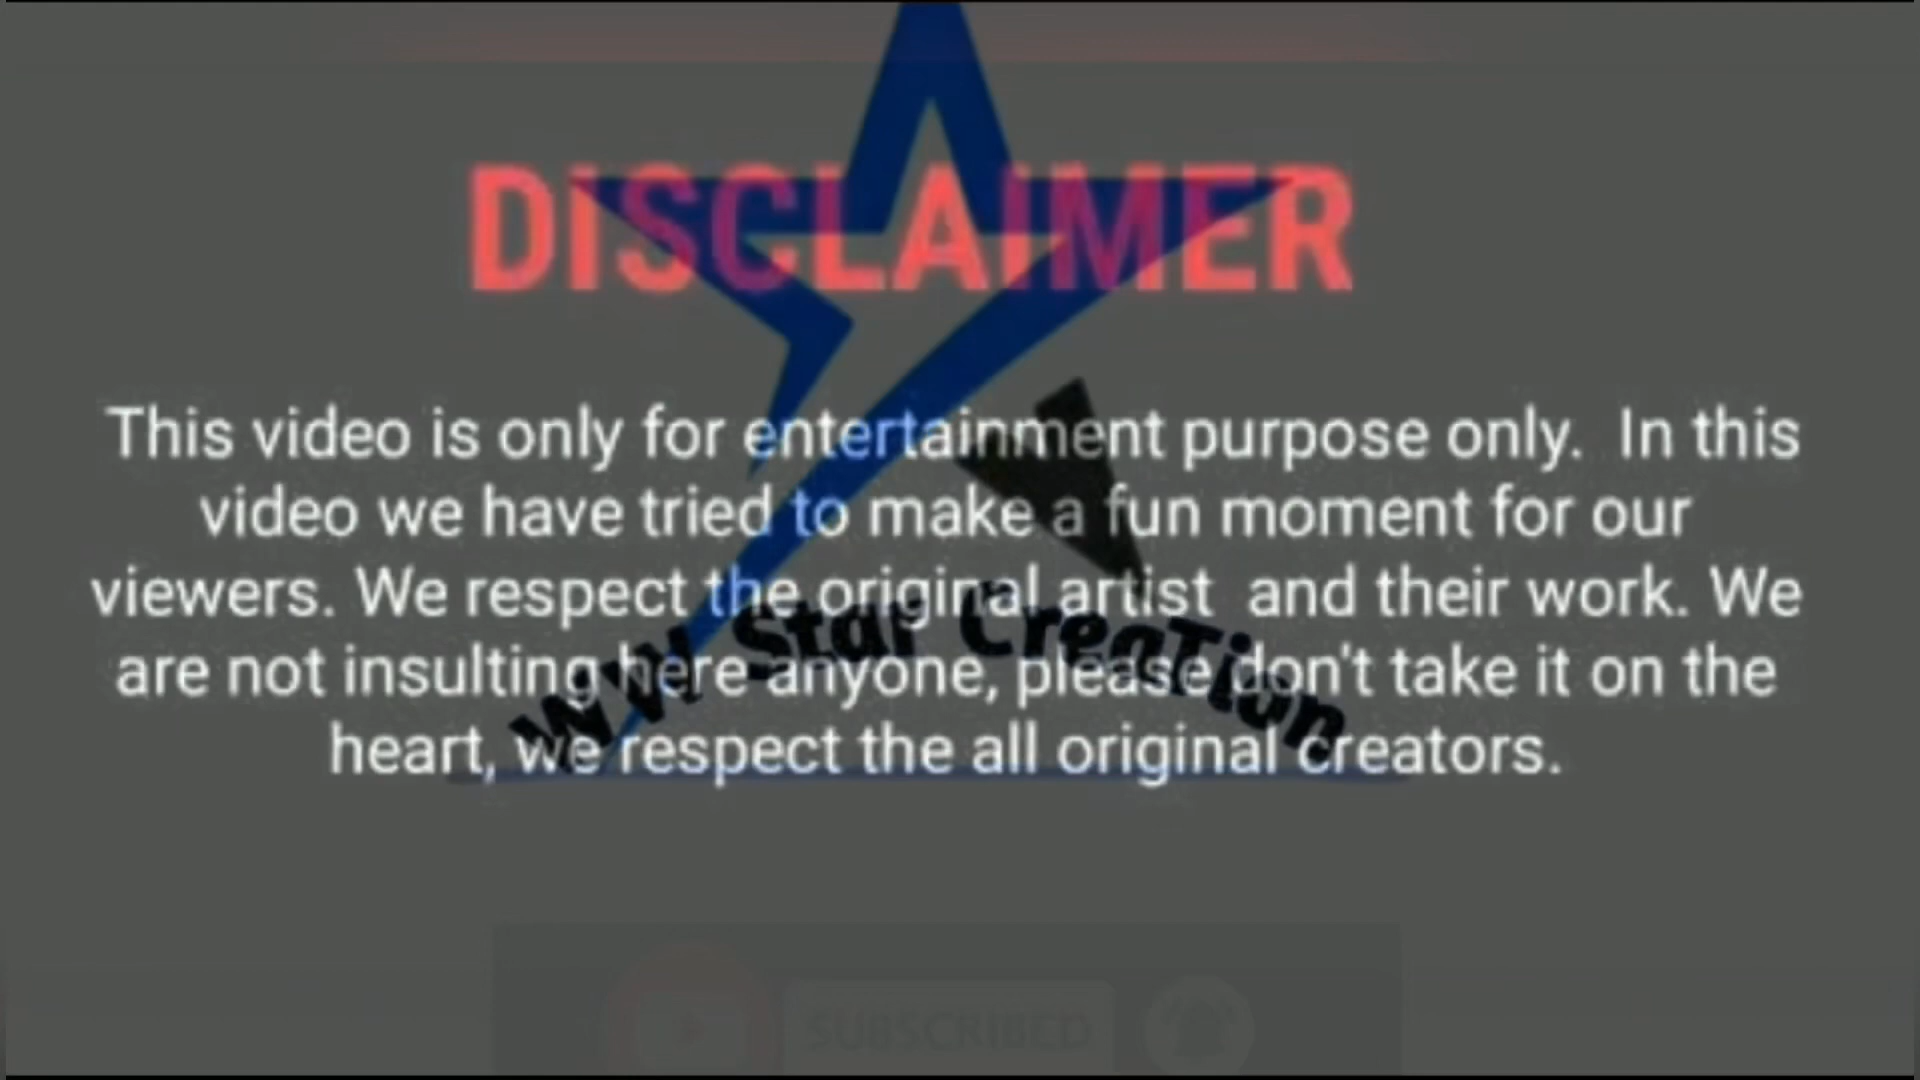 DISCLAIMER
This video is only for entertainment purpose only. In this
video we have tried to make a fun moment for our
viewers. We respect the original artist and their work. We
are not insulting here anyone, please don't take it on the
heart, we respect the all original creators.
WW Star CreaTion
SUBSCRIBED